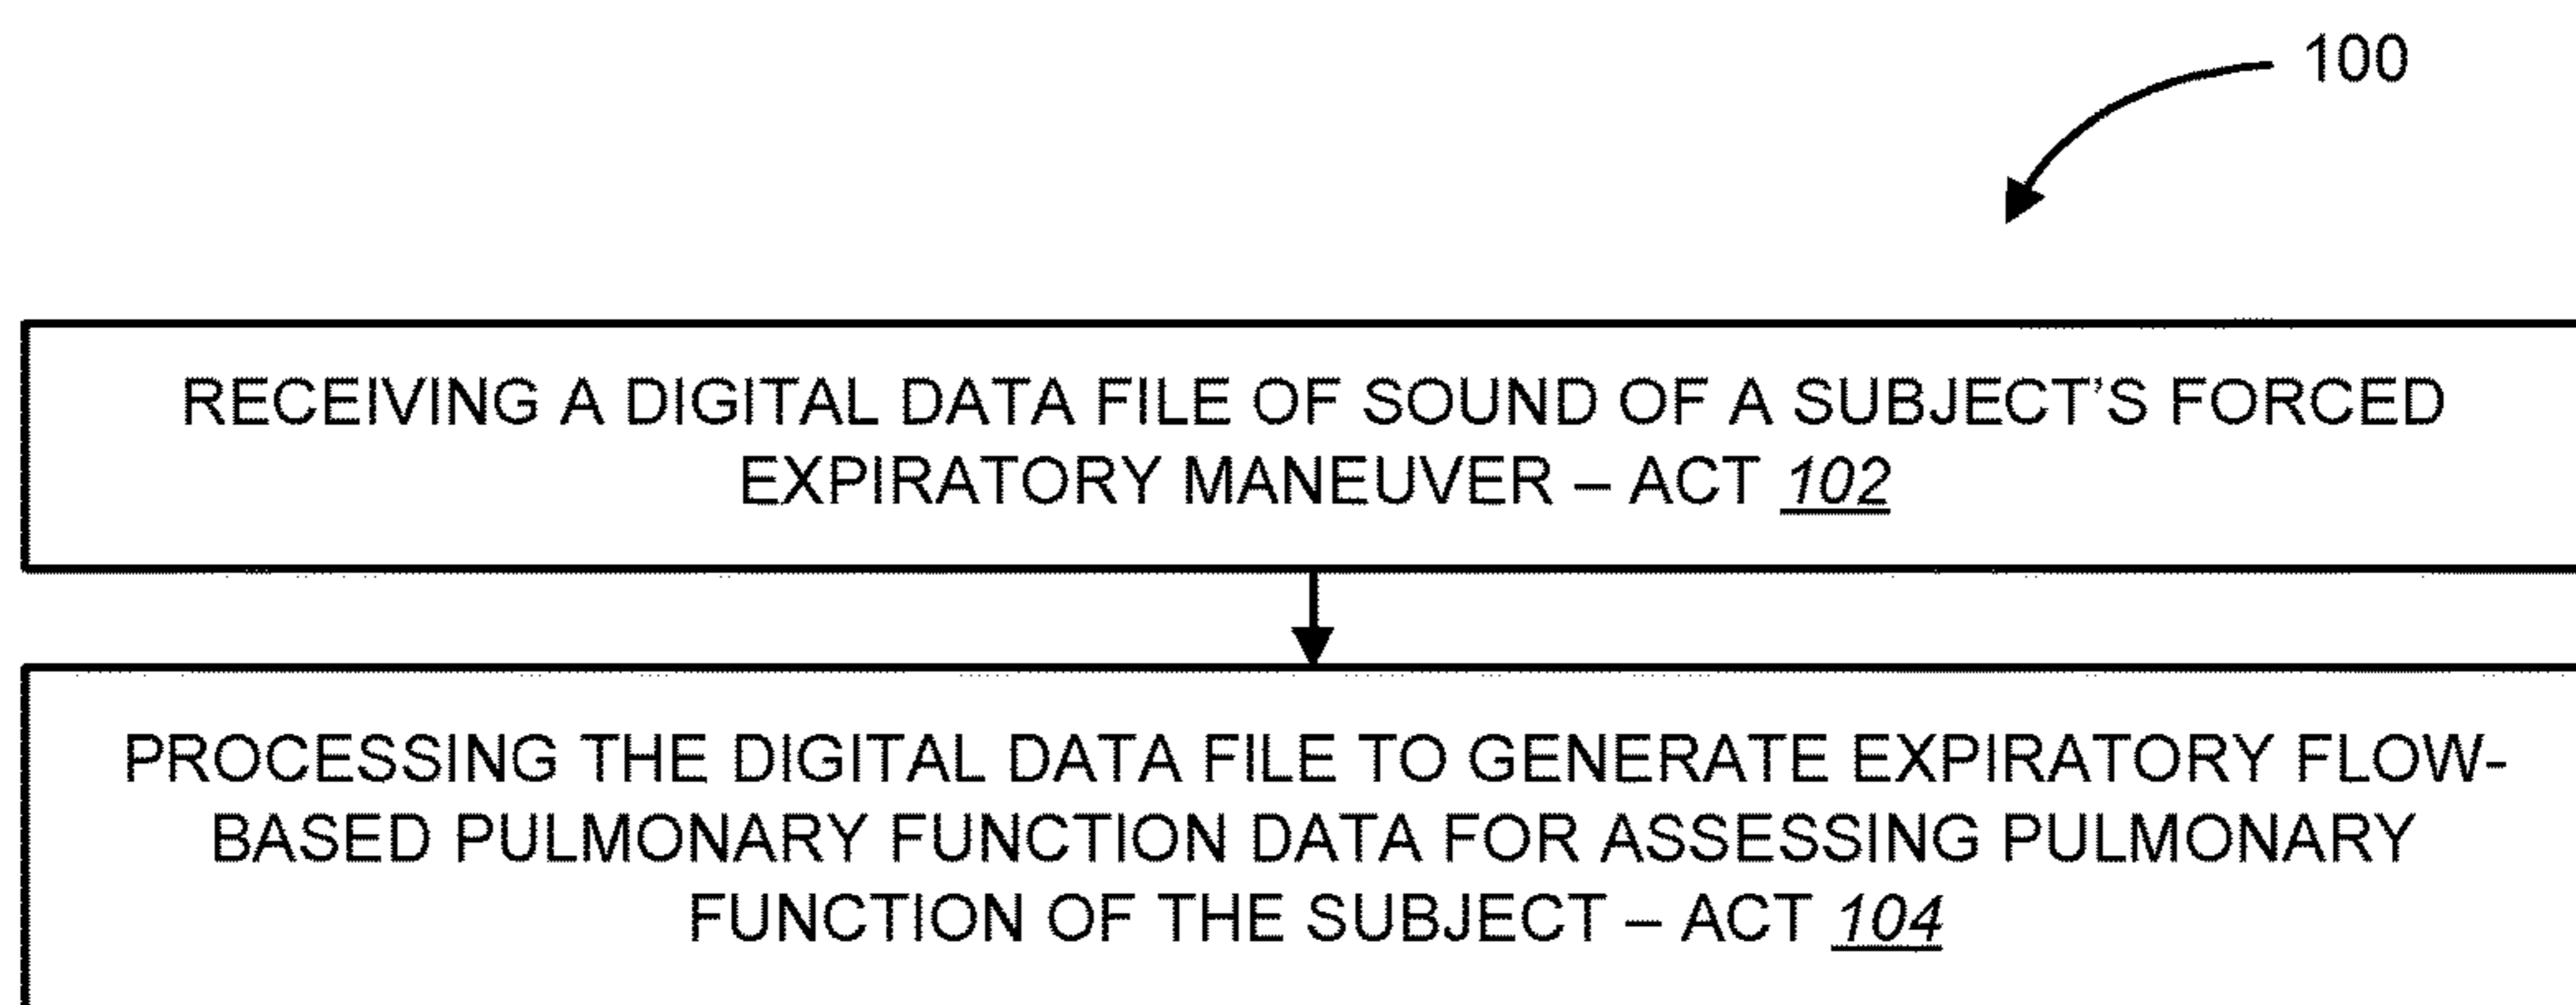 100
RECEIVING A DIGITAL DATA FILE OF SOUND OF A SUBJECT'S FORCED
EXPIRATORY MANEUVER – ACT 102
PROCESSING THE DIGITAL DATA FILE TO GENERATE EXPIRATORY FLOW-
BASED PULMONARY FUNCTION DATA FOR ASSESSING PULMONARY
FUNCTION OF THE SUBJECT – ACT 104